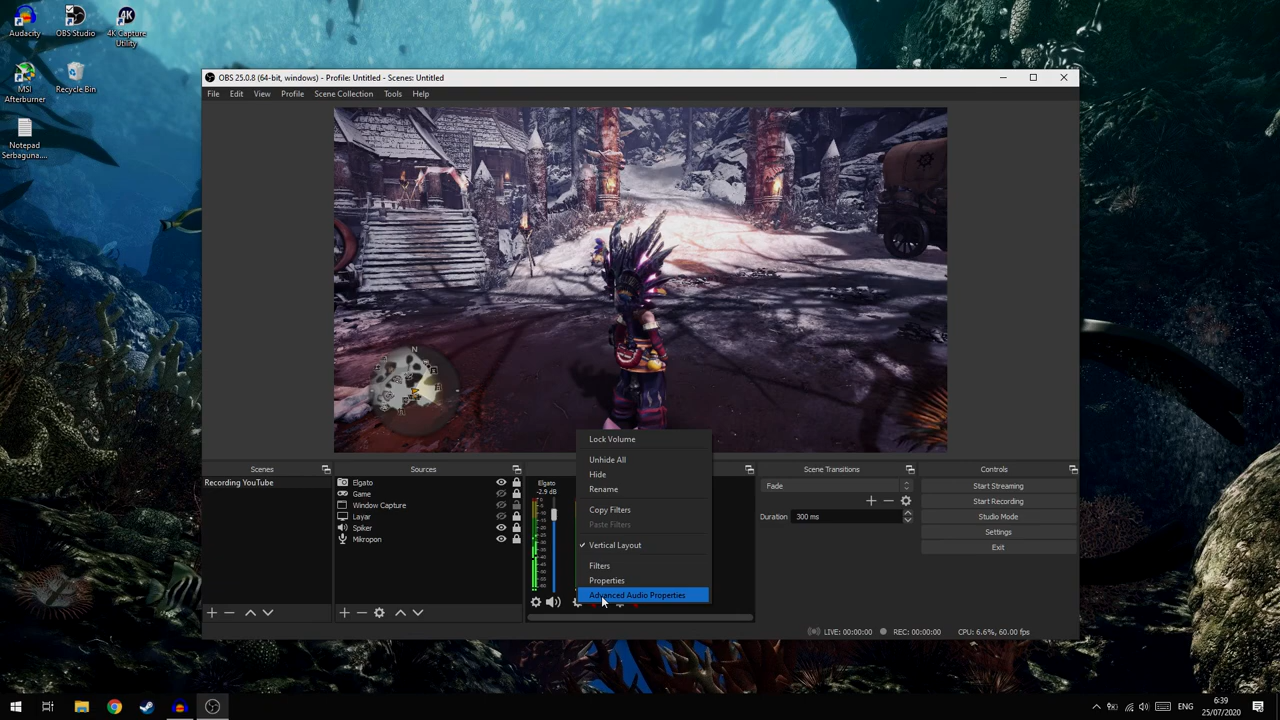 Audacity
OBS Studio
4K Capture
Utility
MSI
Afterburner
Recycle Bin
Notepad
Serbaguna....
OBS 25.0.8 (64-bit, windows) - Profile: Untitled - Scenes: Untitled
File Edit View Profile Scene Collection Tools Help
N
Scenes
Recording YouTube
Sources
Elgato
Game
Window Capture
Layar
Spiker
Mikropon
Elgato
-2.9 dB
Lock Volume
Unhide All
Hide
Rename
Copy Filters
Paste Filters
Vertical Layout
Filters
Properties
Advanced Audio Properties
Scene Transitions
Fade
Duration 300 ms
Controls
Start Streaming
Start Recording
Studio Mode
Settings
Exit
LIVE: 00:00:00 REC: 00:00:00 CPU: 6.6%, 60.00 fps
ENG
6:39
25/07/2020